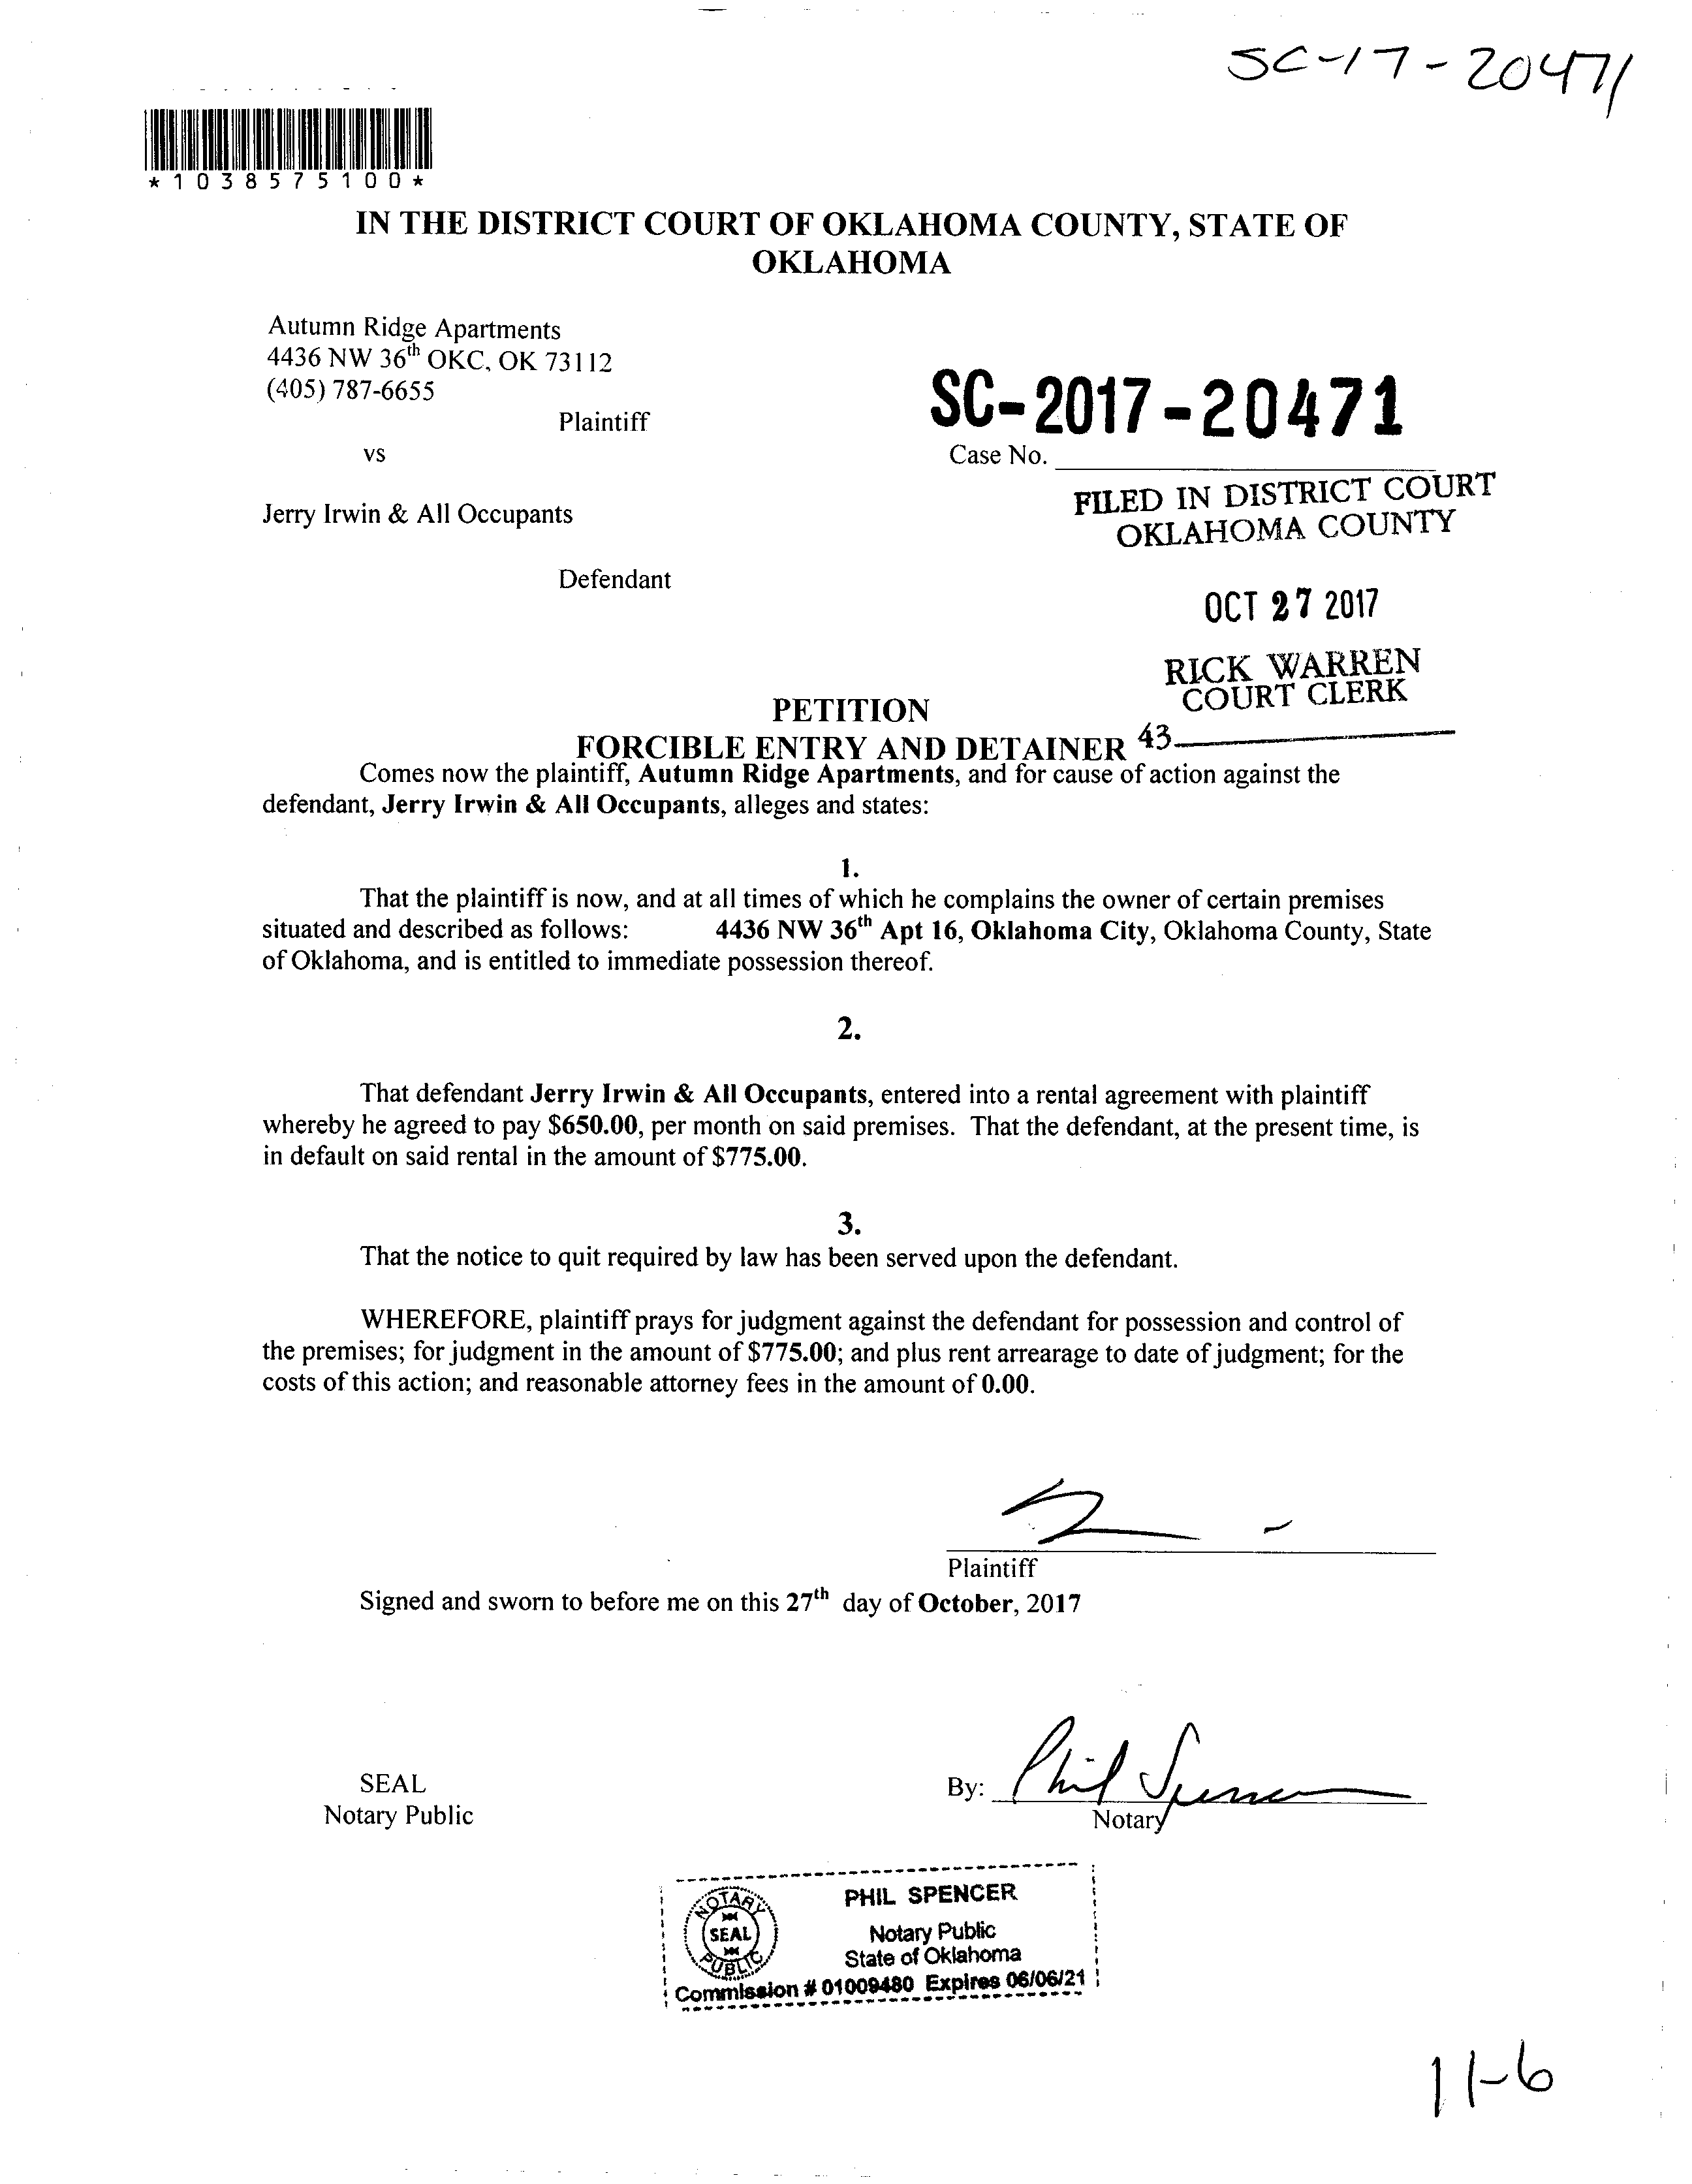 SC-17-20471
*1038575100*
IN THE DISTRICT COURT OF OKLAHOMA COUNTY, STATE OF
OKLAHOMA
Autumn Ridge Apartments
4436 NW 36th OKC, OK 73112
(405) 787-6655
Plaintiff
SC-2017-20471
vs
Case No.
FILED IN DISTRICT COURT
OKLAHOMA COUNTY
Jerry Irwin & All Occupants
Defendant
OCT 27 2017
RICK WARREN
COURT CLERK
43
PETITION
FORCIBLE ENTRY AND DETAINER
Comes now the plaintiff, Autumn Ridge Apartments, and for cause of action against the
defendant, Jerry Irwin & All Occupants, alleges and states:
1.
That the plaintiff is now, and at all times of which he complains the owner of certain premises
situated and described as follows: 4436 NW 36th Apt 16, Oklahoma City, Oklahoma County, State
of Oklahoma, and is entitled to immediate possession thereof.
2.
That defendant Jerry Irwin & All Occupants, entered into a rental agreement with plaintiff
whereby he agreed to pay $650.00, per month on said premises. That the defendant, at the present time, is
in default on said rental in the amount of $775.00.
3.
That the notice to quit required by law has been served upon the defendant.
WHEREFORE, plaintiff prays for judgment against the defendant for possession and control of
the premises; for judgment in the amount of $775.00; and plus rent arrearage to date of judgment; for the
costs of this action; and reasonable attorney fees in the amount of 0.00.
Plaintiff
Signed and sworn to before me on this 27th day of October, 2017
SEAL
Notary Public
By: Phil Spencer
Notary
NOTARY
SEAL
PUBLIC
PHIL SPENCER
Notary Public
State of Oklahoma
Commission # 01009480 Expires 06/06/21
11-6